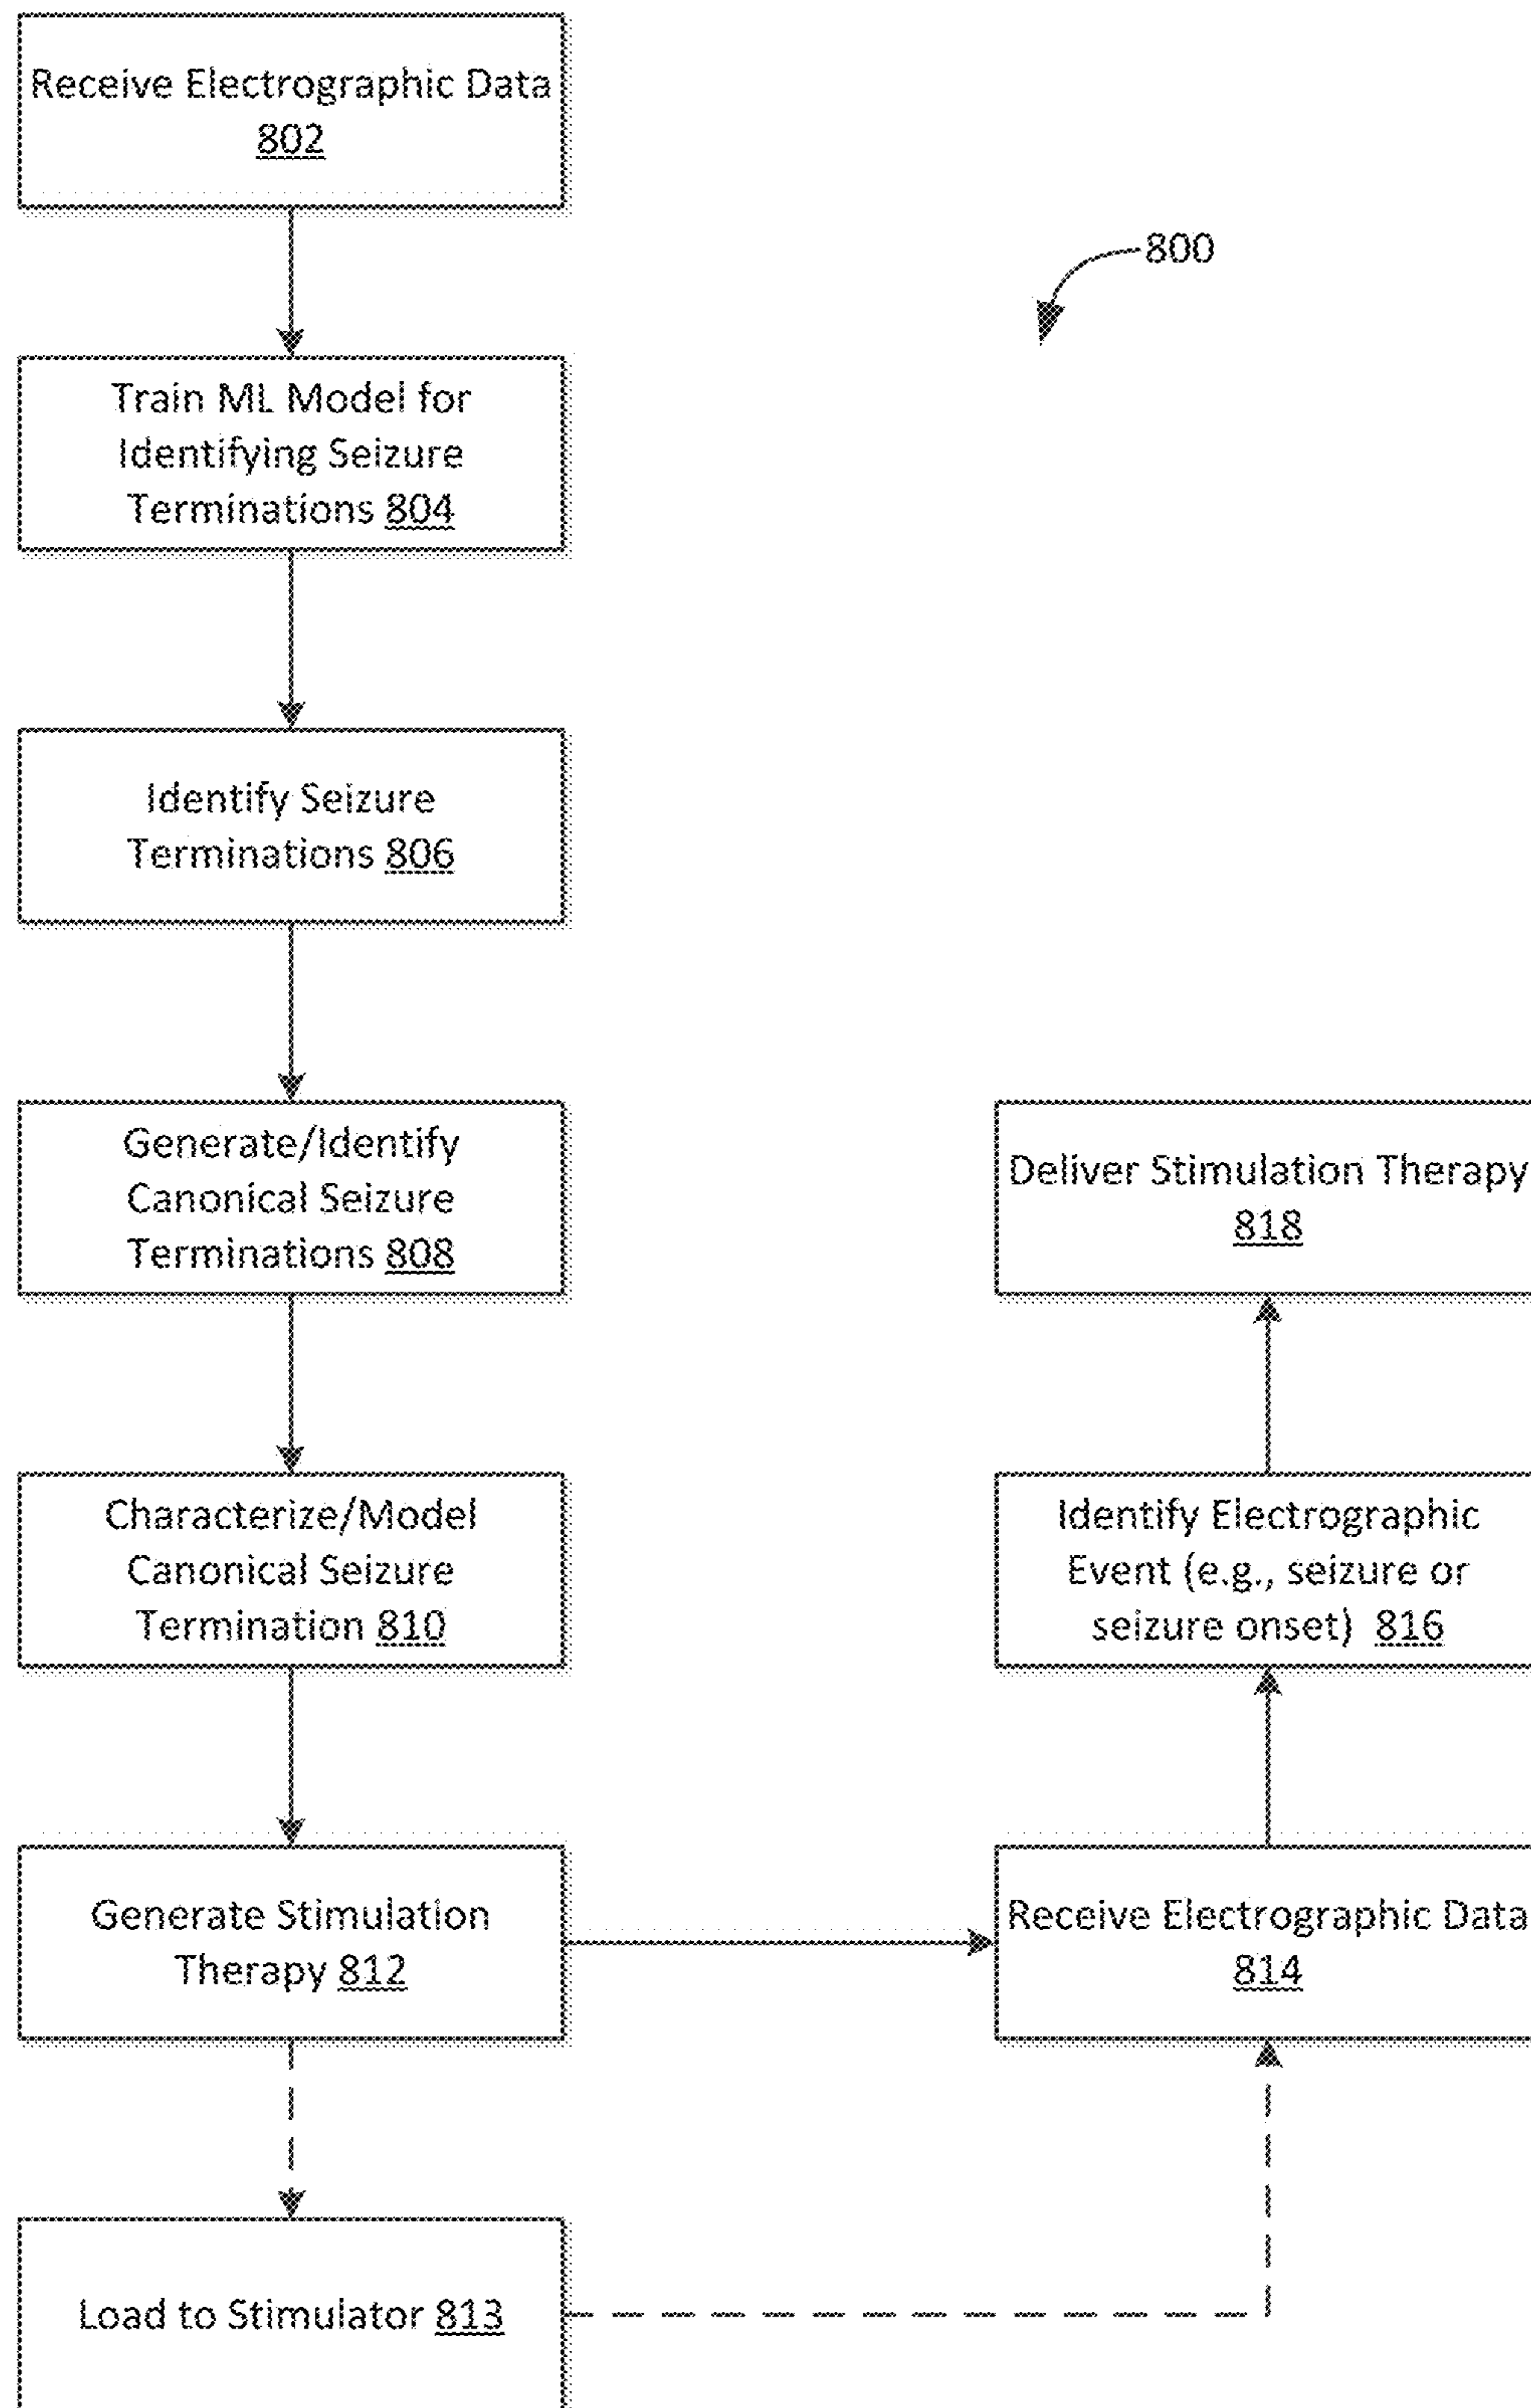 Receive Electrographic Data
802
800
Train ML Model for
Identifying Seizure
Terminations 804
Identify Seizure
Terminations 806
Generate/Identify
Canonical Seizure
Terminations 808
Deliver Stimulation Therapy
818
Characterize/Model
Canonical Seizure
Termination 810
Identify Electrographic
Event (e.g., seizure or
seizure onset) 816
Generate Stimulation
Therapy 812
Receive Electrographic Data
814
Load to Stimulator 813